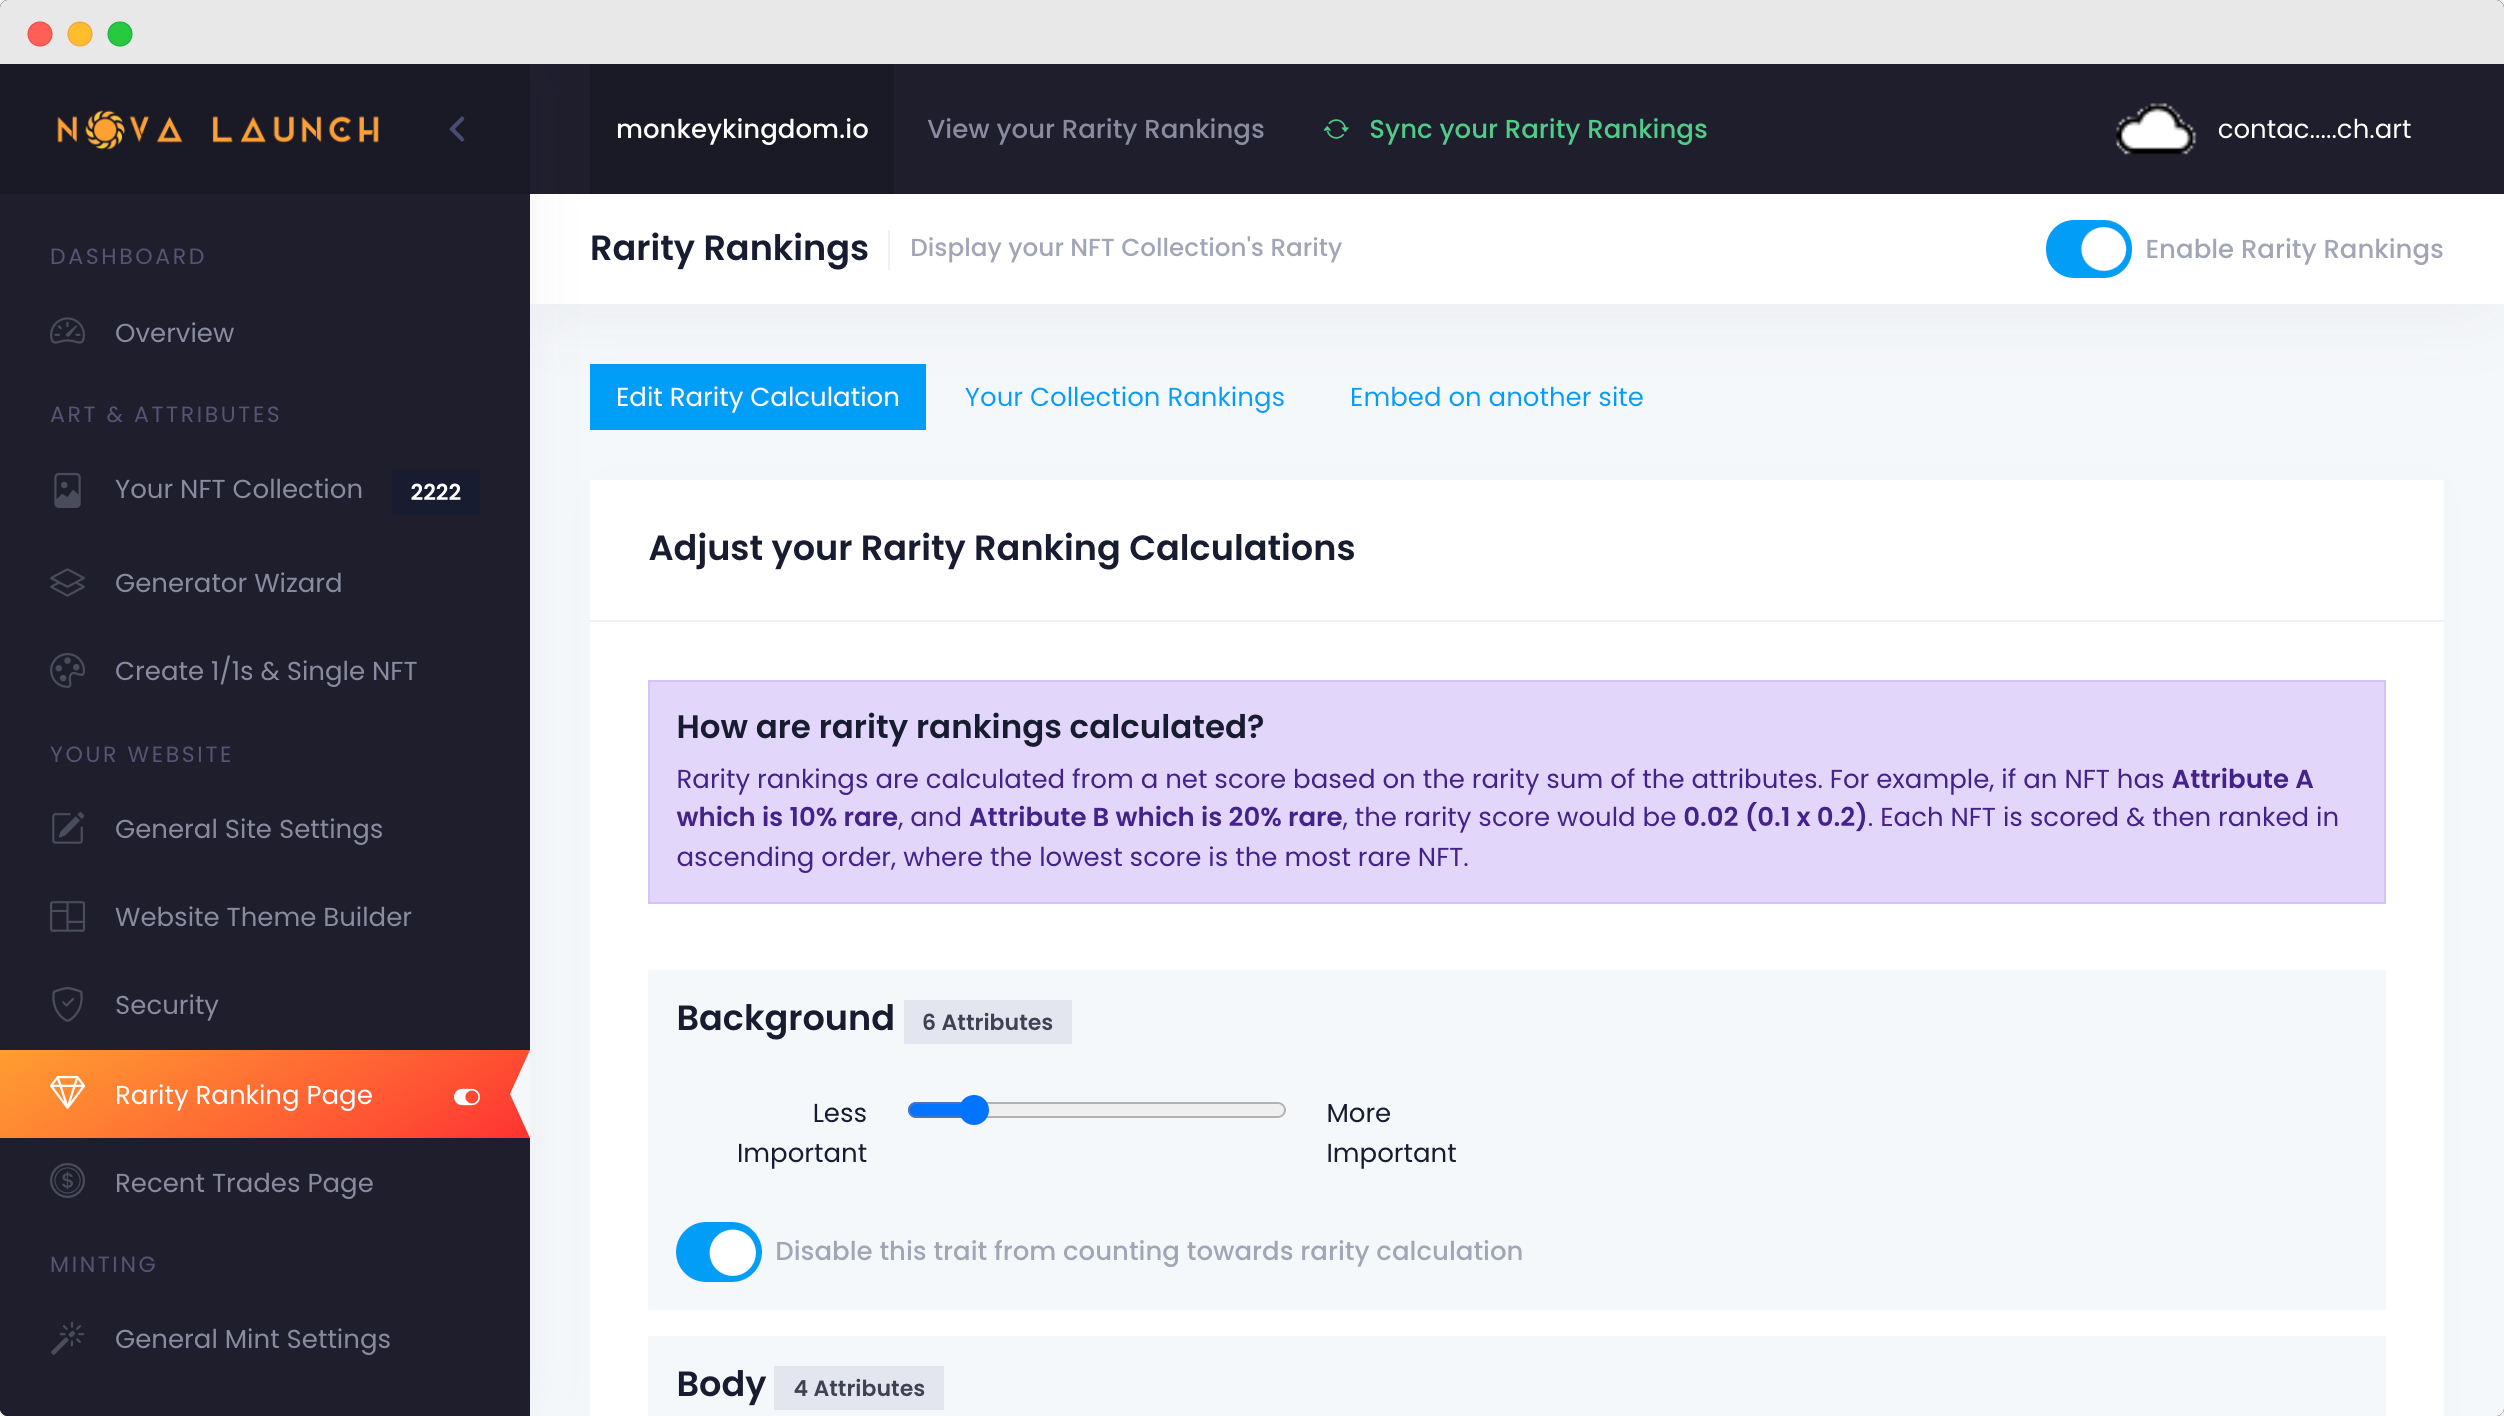 NOVA LAUNCH
monkeykingdom.io
View your Rarity Rankings
Sync your Rarity Rankings
contac.....ch.art
DASHBOARD
Overview
ART & ATTRIBUTES
Your NFT Collection 2222
Generator Wizard
Create 1/1s & Single NFT
YOUR WEBSITE
General Site Settings
Website Theme Builder
Security
Rarity Ranking Page
Recent Trades Page
MINTING
General Mint Settings
Rarity Rankings
Display your NFT Collection's Rarity
Enable Rarity Rankings
Edit Rarity Calculation
Your Collection Rankings
Embed on another site
Adjust your Rarity Ranking Calculations
How are rarity rankings calculated?
Rarity rankings are calculated from a net score based on the rarity sum of the attributes. For example, if an NFT has Attribute A
which is 10% rare, and Attribute B which is 20% rare, the rarity score would be 0.02 (0.1 x 0.2). Each NFT is scored & then ranked in
ascending order, where the lowest score is the most rare NFT.
Background 6 Attributes
Less
Important
More
Important
Disable this trait from counting towards rarity calculation
Body 4 Attributes